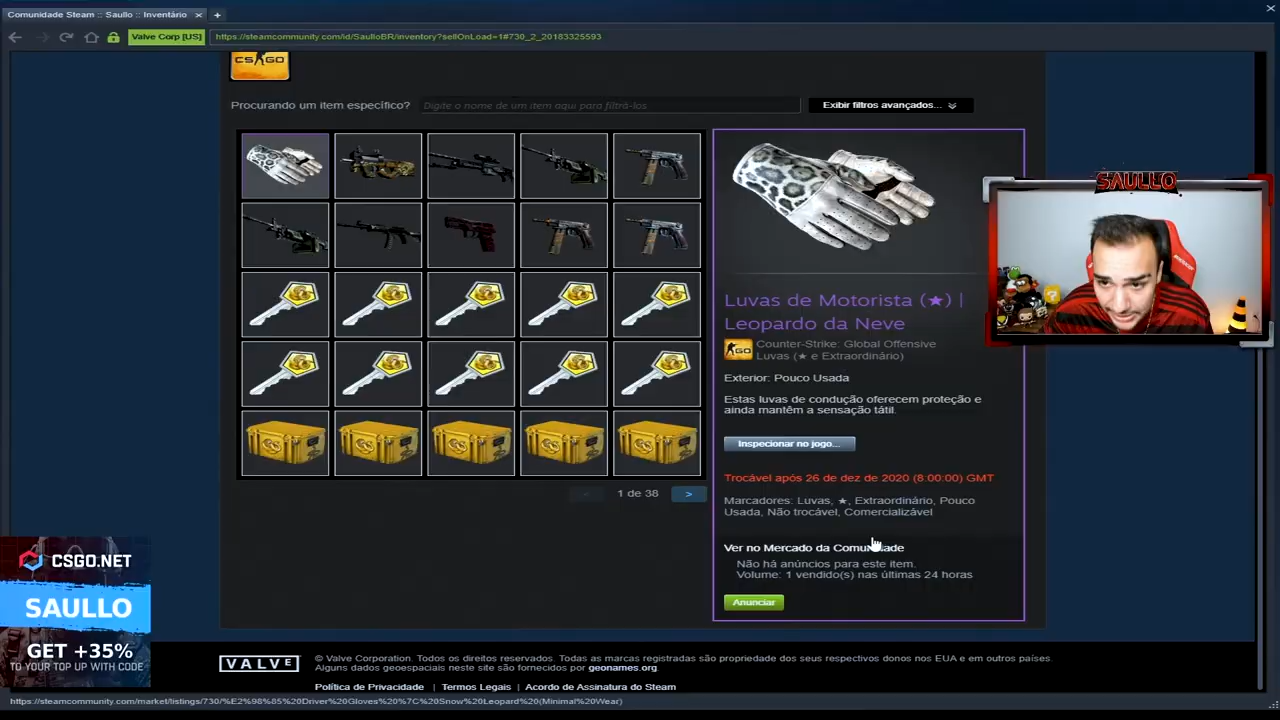 Comunidade Steam :: Saullo :: Inventário × +
Valve Corp [US] https://steamcommunity.com/id/SaulloBR/inventory?sellOnLoad=1#730_2_20183325593
CS GO
Procurando um item específico? Digite o nome de um item aqui para filtrá-los Exibir filtros avançados...
SAULLO
Luvas de Motorista (★) |
Leopardo da Neve
GO
Counter-Strike: Global Offensive
Luvas (★ e Extraordinário)
Exterior: Pouco Usada
Estas luvas de condução oferecem proteção e
ainda mantêm a sensação tátil.
Inspecionar no jogo...
Trocável após 26 de dez de 2020 (8:00:00) GMT
Marcadores: Luvas, ★, Extraordinário, Pouco
Usada, Não trocável, Comercializável
Ver no Mercado da Comunidade
Não há anúncios para este item.
Volume: 1 vendido(s) nas últimas 24 horas
Anunciar
< 1 de 38 >
CSGO.NET
SAULLO
GET +35%
TO YOUR TOP UP WITH CODE
VALVE
© Valve Corporation. Todos os direitos reservados. Todas as marcas registradas são propriedade dos seus respectivos donos nos EUA e em outros países.
Alguns dados geoespaciais neste site são fornecidos por geonames.org.
Política de Privacidade | Termos Legais | Acordo de Assinatura do Steam
https://steamcommunity.com/market/listings/730/%E2%98%85%20Driver%20Gloves%20%7C%20Snow%20Leopard%20(Minimal%20Wear)